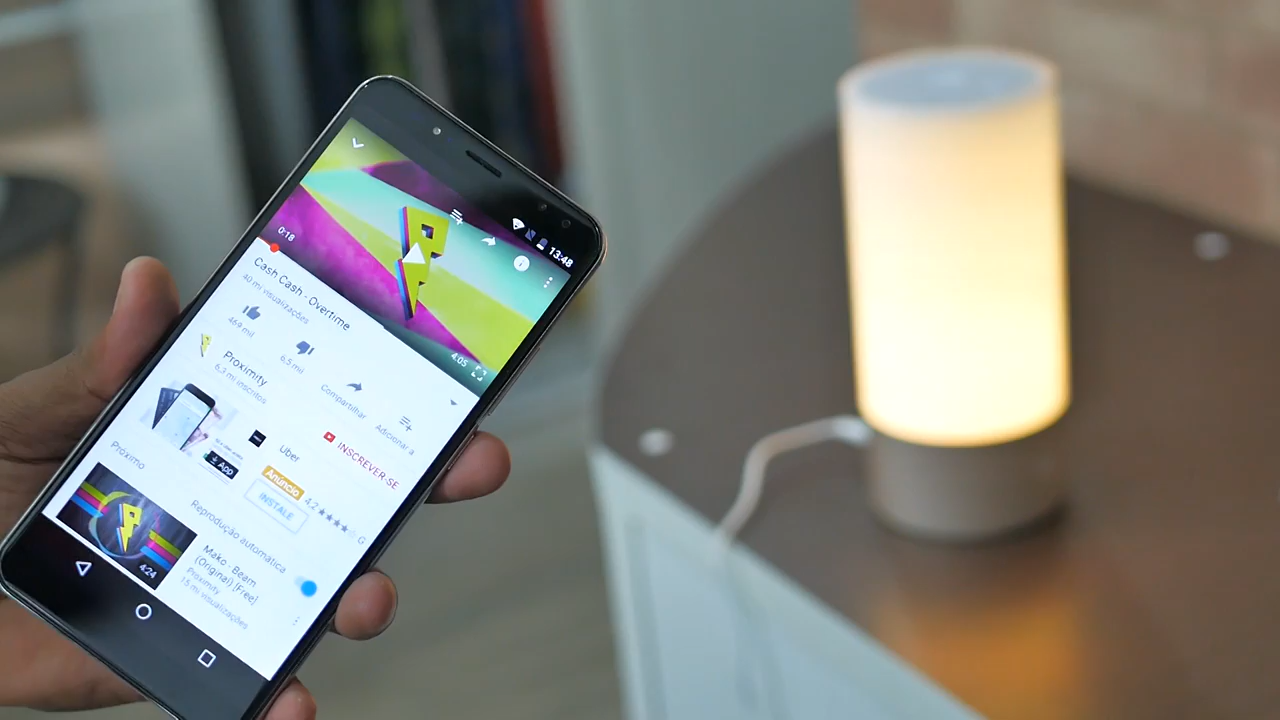 13:48
0:18
4:05
Cash Cash - Overtime
40 mi visualizações
469 mil
6,5 mil
Compartilhar
Adicionar a
Proximity
6,3 mi inscritos
INSCREVER-SE
Uber
App
Anúncio
4,2
INSTALE
Próximo
Reprodução automática
4:24
Mako - Beam
(Original) [Free]
Proximity
15 mi visualizações